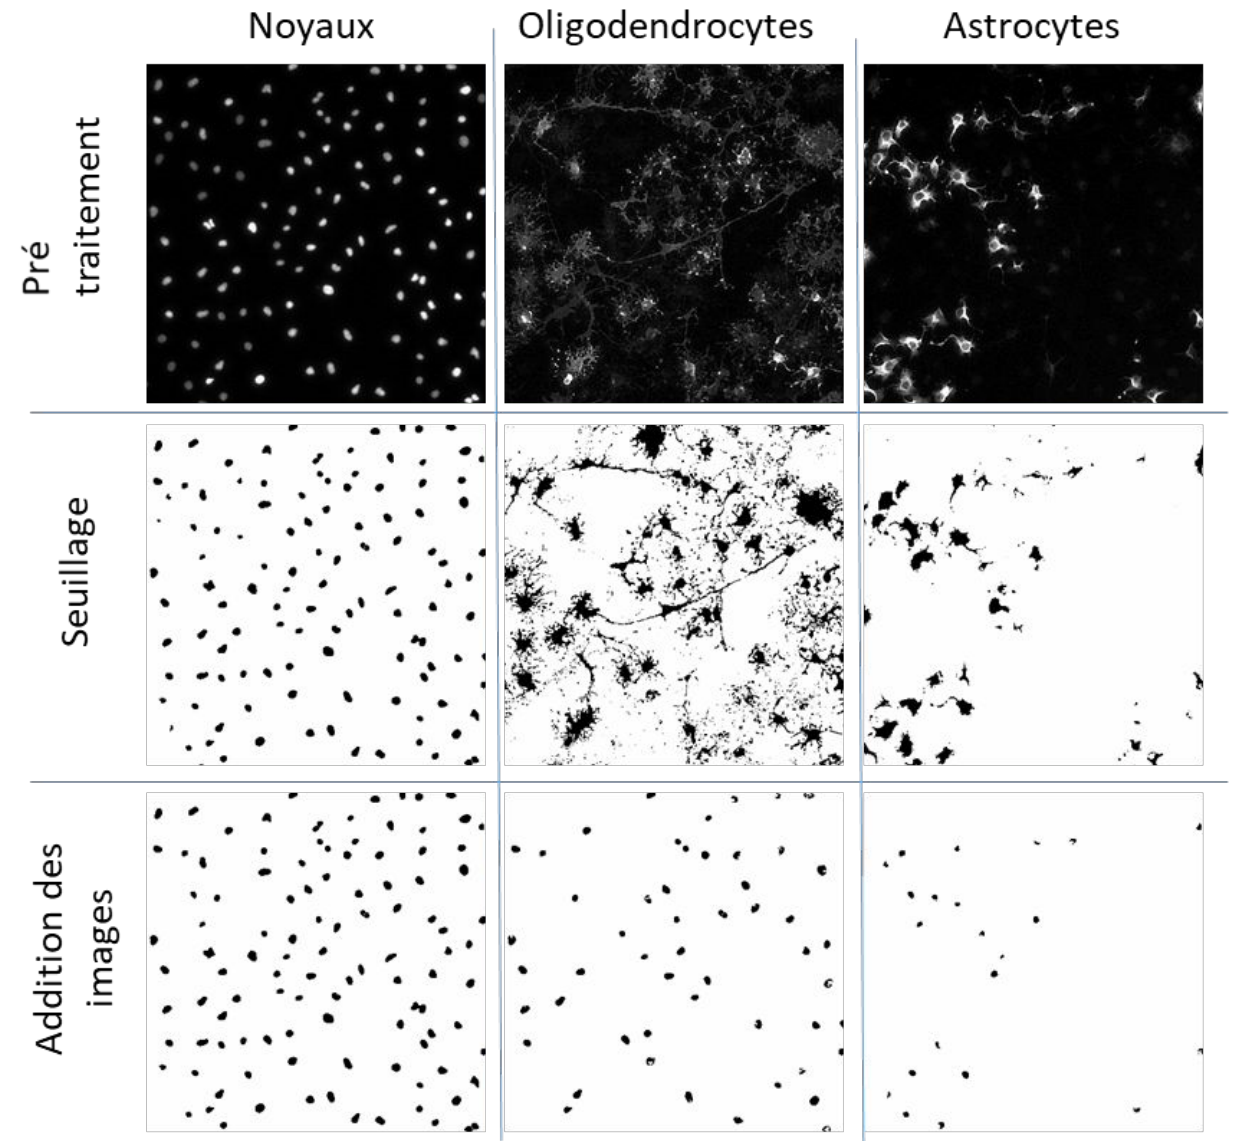 Noyaux
Oligodendrocytes
Astrocytes
Pré
traitement
Seuillage
Addition des
images